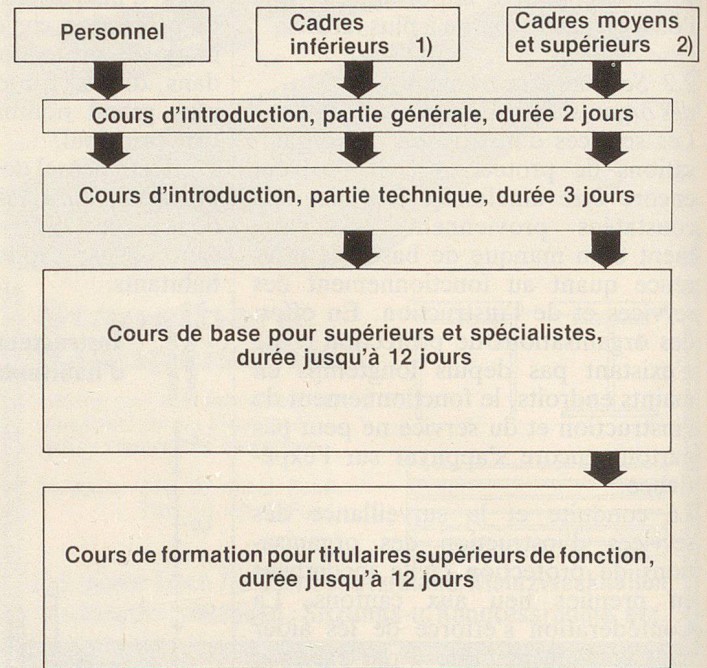 Personnel
Cadres
inférieurs 1)
Cadres moyens
et supérieurs 2)
Cours d'introduction, partie générale, durée 2 jours
Cours d'introduction, partie technique, durée 3 jours
Cours de base pour supérieurs et spécialistes,
durée jusqu'à 12 jours
Cours de formation pour titulaires supérieurs de fonction,
durée jusqu'à 12 jours